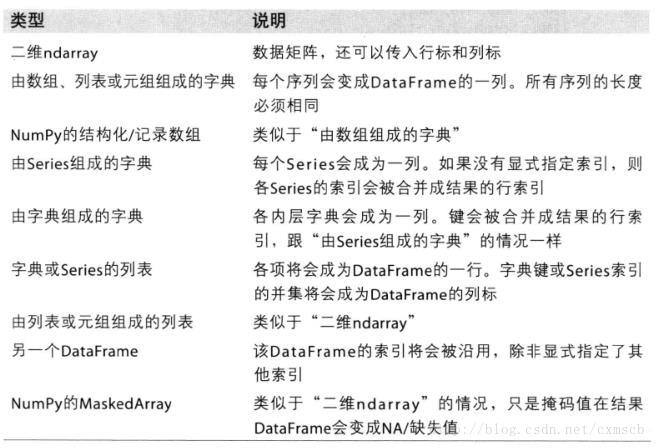 类型 说明
二维ndarray 数据矩阵，还可以传入行标和列标
由数组、列表或元组组成的字典 每个序列会变成DataFrame的一列。所有序列的长度
必须相同
NumPy的结构化/记录数组 类似于“由数组组成的字典”
由Series组成的字典 每个Series会成为一列。如果没有显式指定索引，则
各Series的索引会被合并成结果的行索引
由字典组成的字典 各内层字典会成为一列。键会被合并成结果的行索
引，跟“由Series组成的字典”的情况一样
字典或Series的列表 各项将会成为DataFrame的一行。字典键或Series索引
的并集将会成为DataFrame的列标
由列表或元组组成的列表 类似于“二维ndarray”
另一个DataFrame 该DataFrame的索引将会被沿用，除非显式指定了其
他索引
NumPy的MaskedArray 类似于“二维ndarray”的情况，只是掩码值在结果
DataFrame会变成NA/缺失值
http://blog.csdn.net/cxmscb